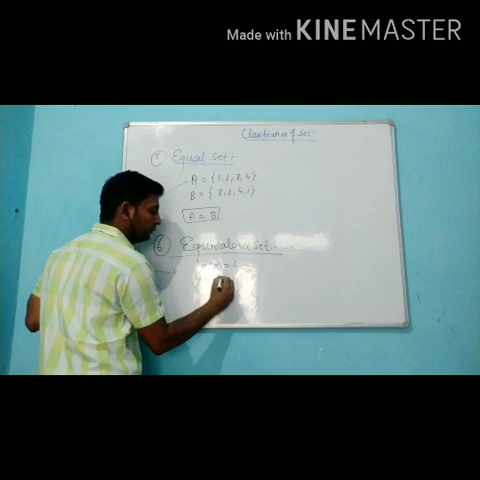 Made with KINEMASTER
Classification of Set:
⑤ Equal Set:
A = {1,2,3,4}
B = {3,2,4,1}
A = B
⑥ Equivalence Set: